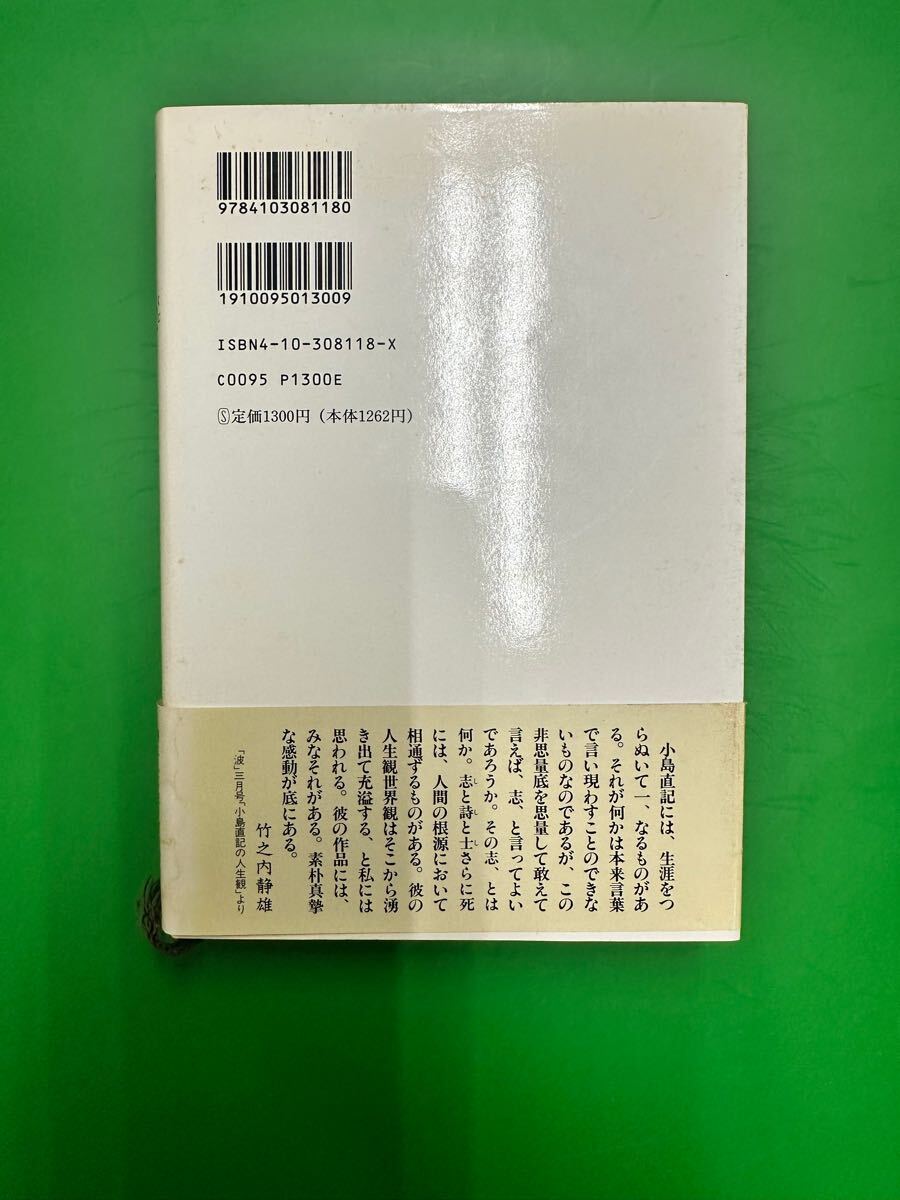 9784103081180
1910095013009
ISBN4-10-308118-X
C0095 P1300E
Ⓢ定価1300円（本体1262円）
小島直記には、生涯をつ
らぬいて一、なるものがあ
る。それが何かは本来言葉
で言い現わすことのできな
いものなのであるが、この
非思量底を思量して敢えて
言えば、志、と言ってよい
であろうか。その志、とは
何か。志と詩と士さらに死
には、人間の根源において
相通ずるものがある。彼の
人生観世界観はそこから湧
き出て充溢する、と私には
思われる。彼の作品には、
みなそれがある。素朴真摯
な感動が底にある。
竹之内静雄
「波」三月号、「小島直記の人生観」より